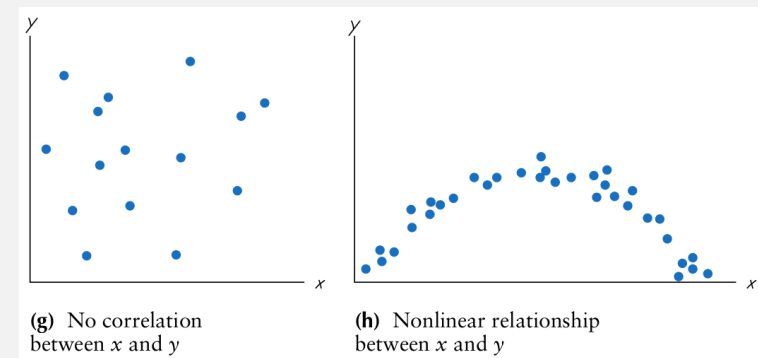 y
x
(g) No correlation
between x and y
y
x
(h) Nonlinear relationship
between x and y